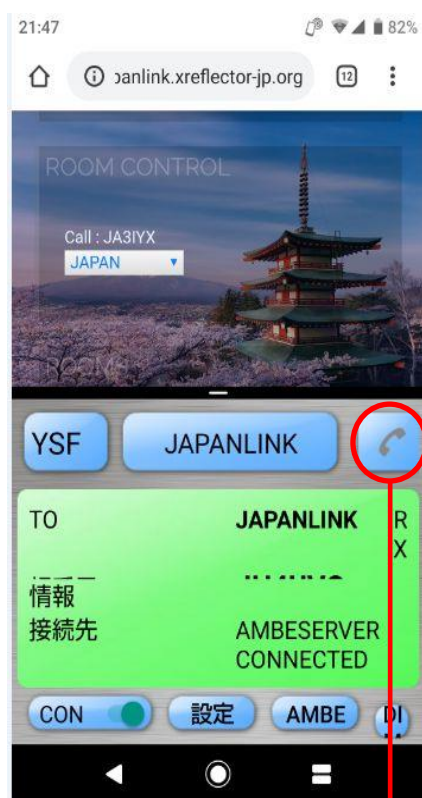 21:47
82%
panlink.xreflector-jp.org
12
ROOM CONTROL
Call : JA3IYX
JAPAN
YSF
JAPANLINK
TO
JAPANLINK
R
X
情報
接続先
AMBESERVER
CONNECTED
CON
設定
AMBE
DI